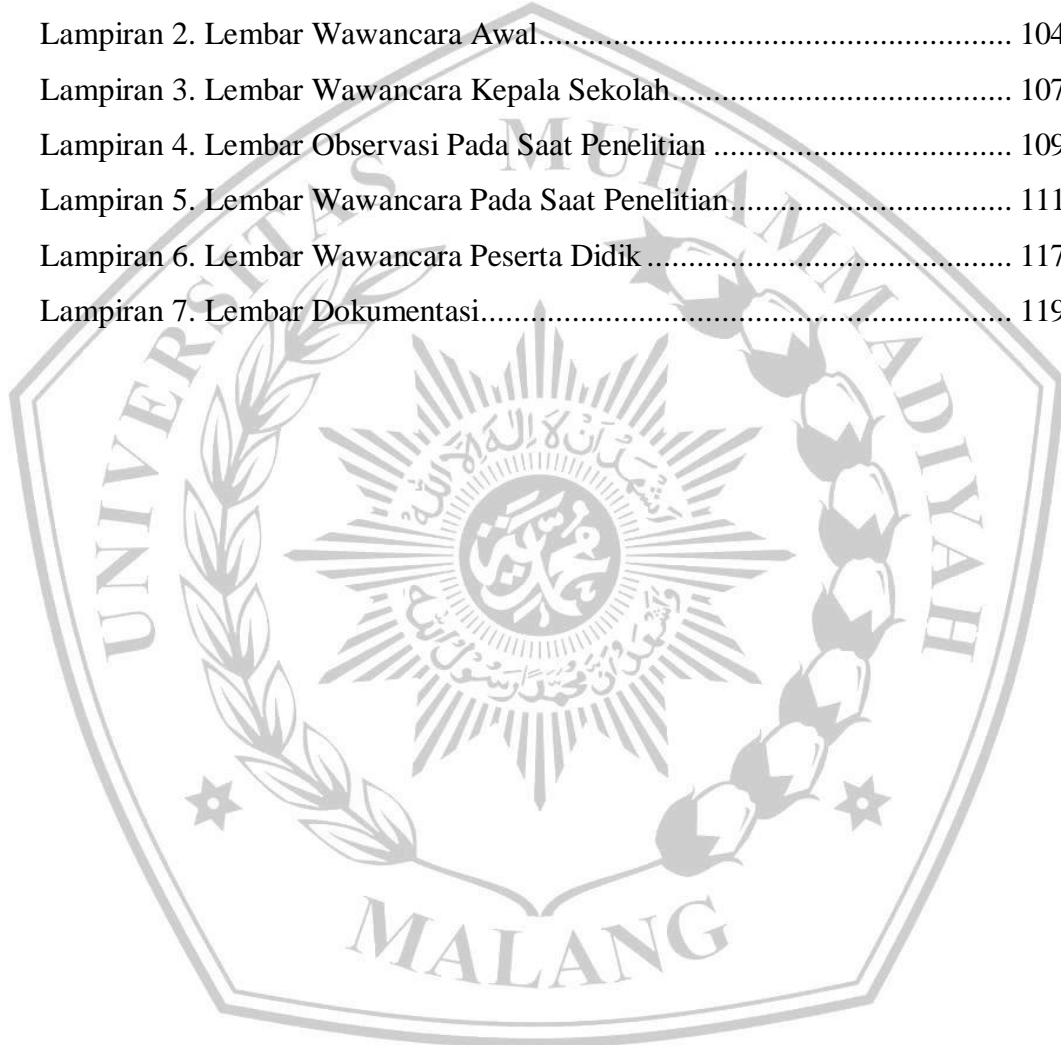 Lampiran 2. Lembar Wawancara Awal......................................................... 104
Lampiran 3. Lembar Wawancara Kepala Sekolah......................................... 107
Lampiran 4. Lembar Observasi Pada Saat Penelitian .................................... 109
Lampiran 5. Lembar Wawancara Pada Saat Penelitian.................................. 111
Lampiran 6. Lembar Wawancara Peserta Didik ............................................ 117
Lampiran 7. Lembar Dokumentasi................................................................ 119
UNIVERSITAS MUHAMMADIYAH
MALANG